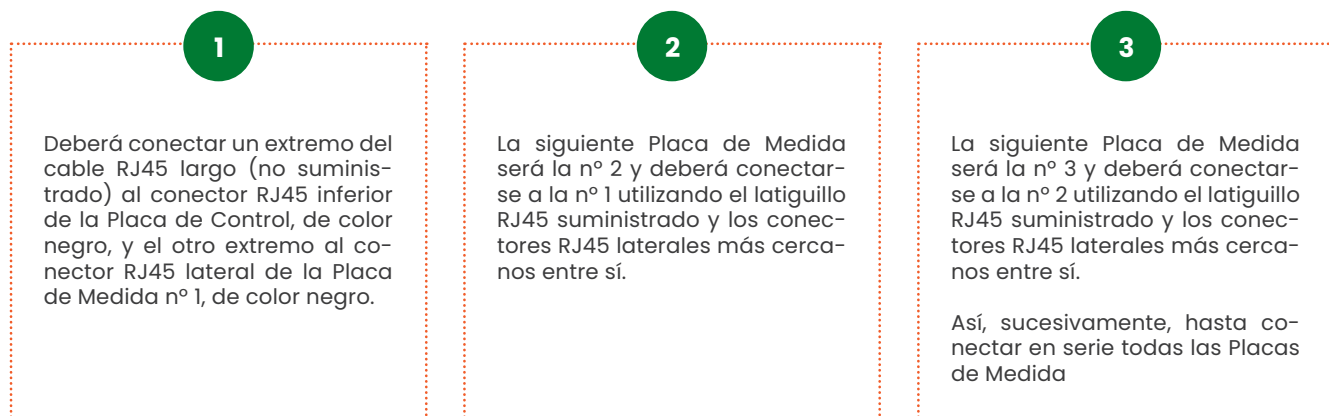 1
Deberá conectar un extremo del
cable RJ45 largo (no suminis-
trado) al conector RJ45 inferior
de la Placa de Control, de color
negro, y el otro extremo al co-
nector RJ45 lateral de la Placa
de Medida nº 1, de color negro.
2
La siguiente Placa de Medida
será la nº 2 y deberá conectar-
se a la nº 1 utilizando el latiguillo
RJ45 suministrado y los conec-
tores RJ45 laterales más cerca-
nos entre sí.
3
La siguiente Placa de Medida
será la nº 3 y deberá conectar-
se a la nº 2 utilizando el latiguillo
RJ45 suministrado y los conec-
tores RJ45 laterales más cerca-
nos entre sí.
Así, sucesivamente, hasta co-
nectar en serie todas las Placas
de Medida